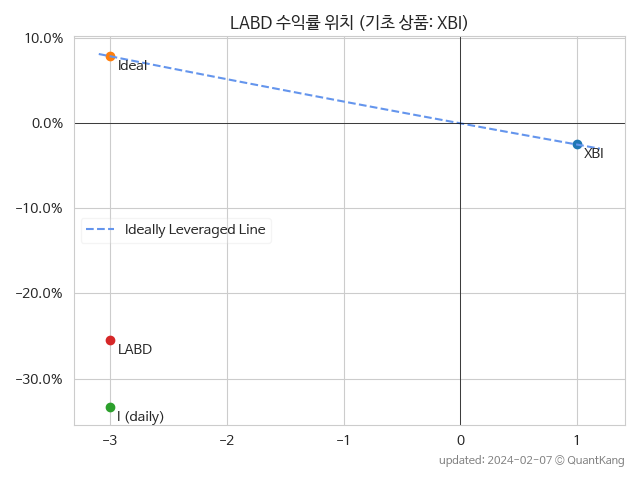 LABD 수익률 위치 (기초 상품: XBI)
10.0%
Ideal
0.0%
XBI
−10.0%
Ideally Leveraged Line
−20.0%
LABD
−30.0%
I (daily)
−3 −2 −1 0 1
updated: 2024-02-07 © QuantKang